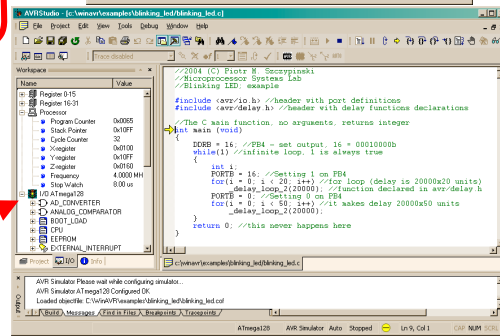 AVRStudio - [c:\winavr\examples\blinking_led\blinking_led.c]
File Project Edit View Tools Debug Window Help
Trace disabled
Workspace
Name Value
Register 0-15
Register 16-31
Processor
Program Counter 0x0065
Stack Pointer 0x10FF
Cycle Counter 32
X-register 0x0100
Y-register 0x10FF
Z-register 0x0160
Frequency 4.0000 MH
Stop Watch 8.00 us
I/O ATmega128
AD_CONVERTER
ANALOG_COMPARATOR
BOOT_LOAD
CPU
EEPROM
EXTERNAL_INTERRUPT
Project I/O Info
//2004 (C) Piotr M. Szczypinski
//Microprocessor Systems Lab
//Blinking LED; example
#include <avr/io.h> //header with port definitions
#include <avr/delay.h> //header with delay functions declarations
//The C main function, no arguments, returns integer
int main (void)
{
DDRB = 16; //PB4 - set output, 16 = 00010000b
while(1) //infinite loop, 1 is always true
{
int i;
PORTB = 16; //Setting 1 on PB4
for(i = 0; i < 20; i++) //for loop (delay is 20000x20 units)
_delay_loop_2(20000); //function declared in avr/delay.h
PORTB = 0; //Setting 0 on PB4
for(i = 0; i < 50; i++) //it makes delay 20000x50 units
_delay_loop_2(20000);
}
return 0; //this never happens here
}
c:\winavr\examples\blinking_led\blinking_led.c
AVR Simulator Please wait while configuring simulator...
AVR Simulator ATmega128 Configured OK.
Loaded objectfile: C:\WinAVR\examples\blinking_led\blinking_led.cof
Output
Build Messages Find in Files Breakpoints Tracepoints
ATmega128 AVR Simulator Auto Stopped Ln 9, Col 1 CAP NUM